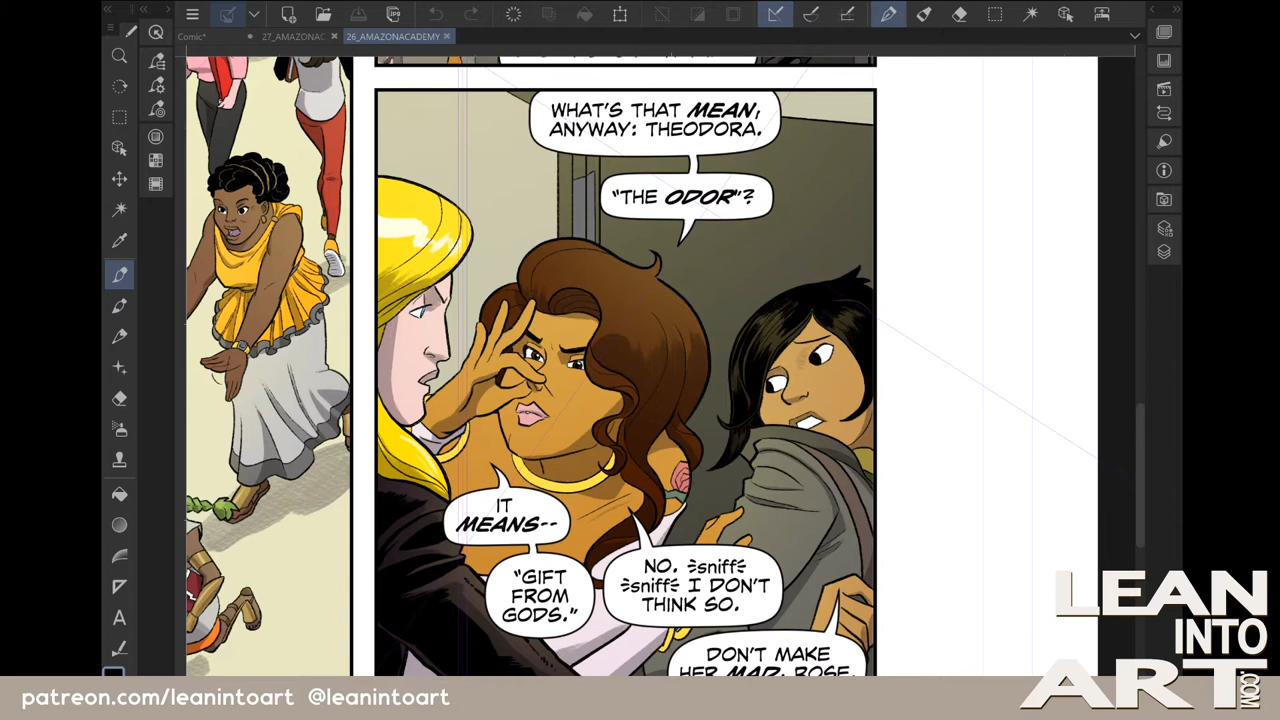 Comic*
27_AMAZONAC
26_AMAZONACADEMY
WHAT'S THAT MEAN,
ANYWAY: THEODORA.
"THE ODOR"?
IT
MEANS--
"GIFT
FROM
GODS."
NO. sniff
sniff I DON'T
THINK SO.
DON'T MAKE
HER MAD, ROSE.
LEAN
INTO
ART
.COM
patreon.com/leanintoart @leanintoart